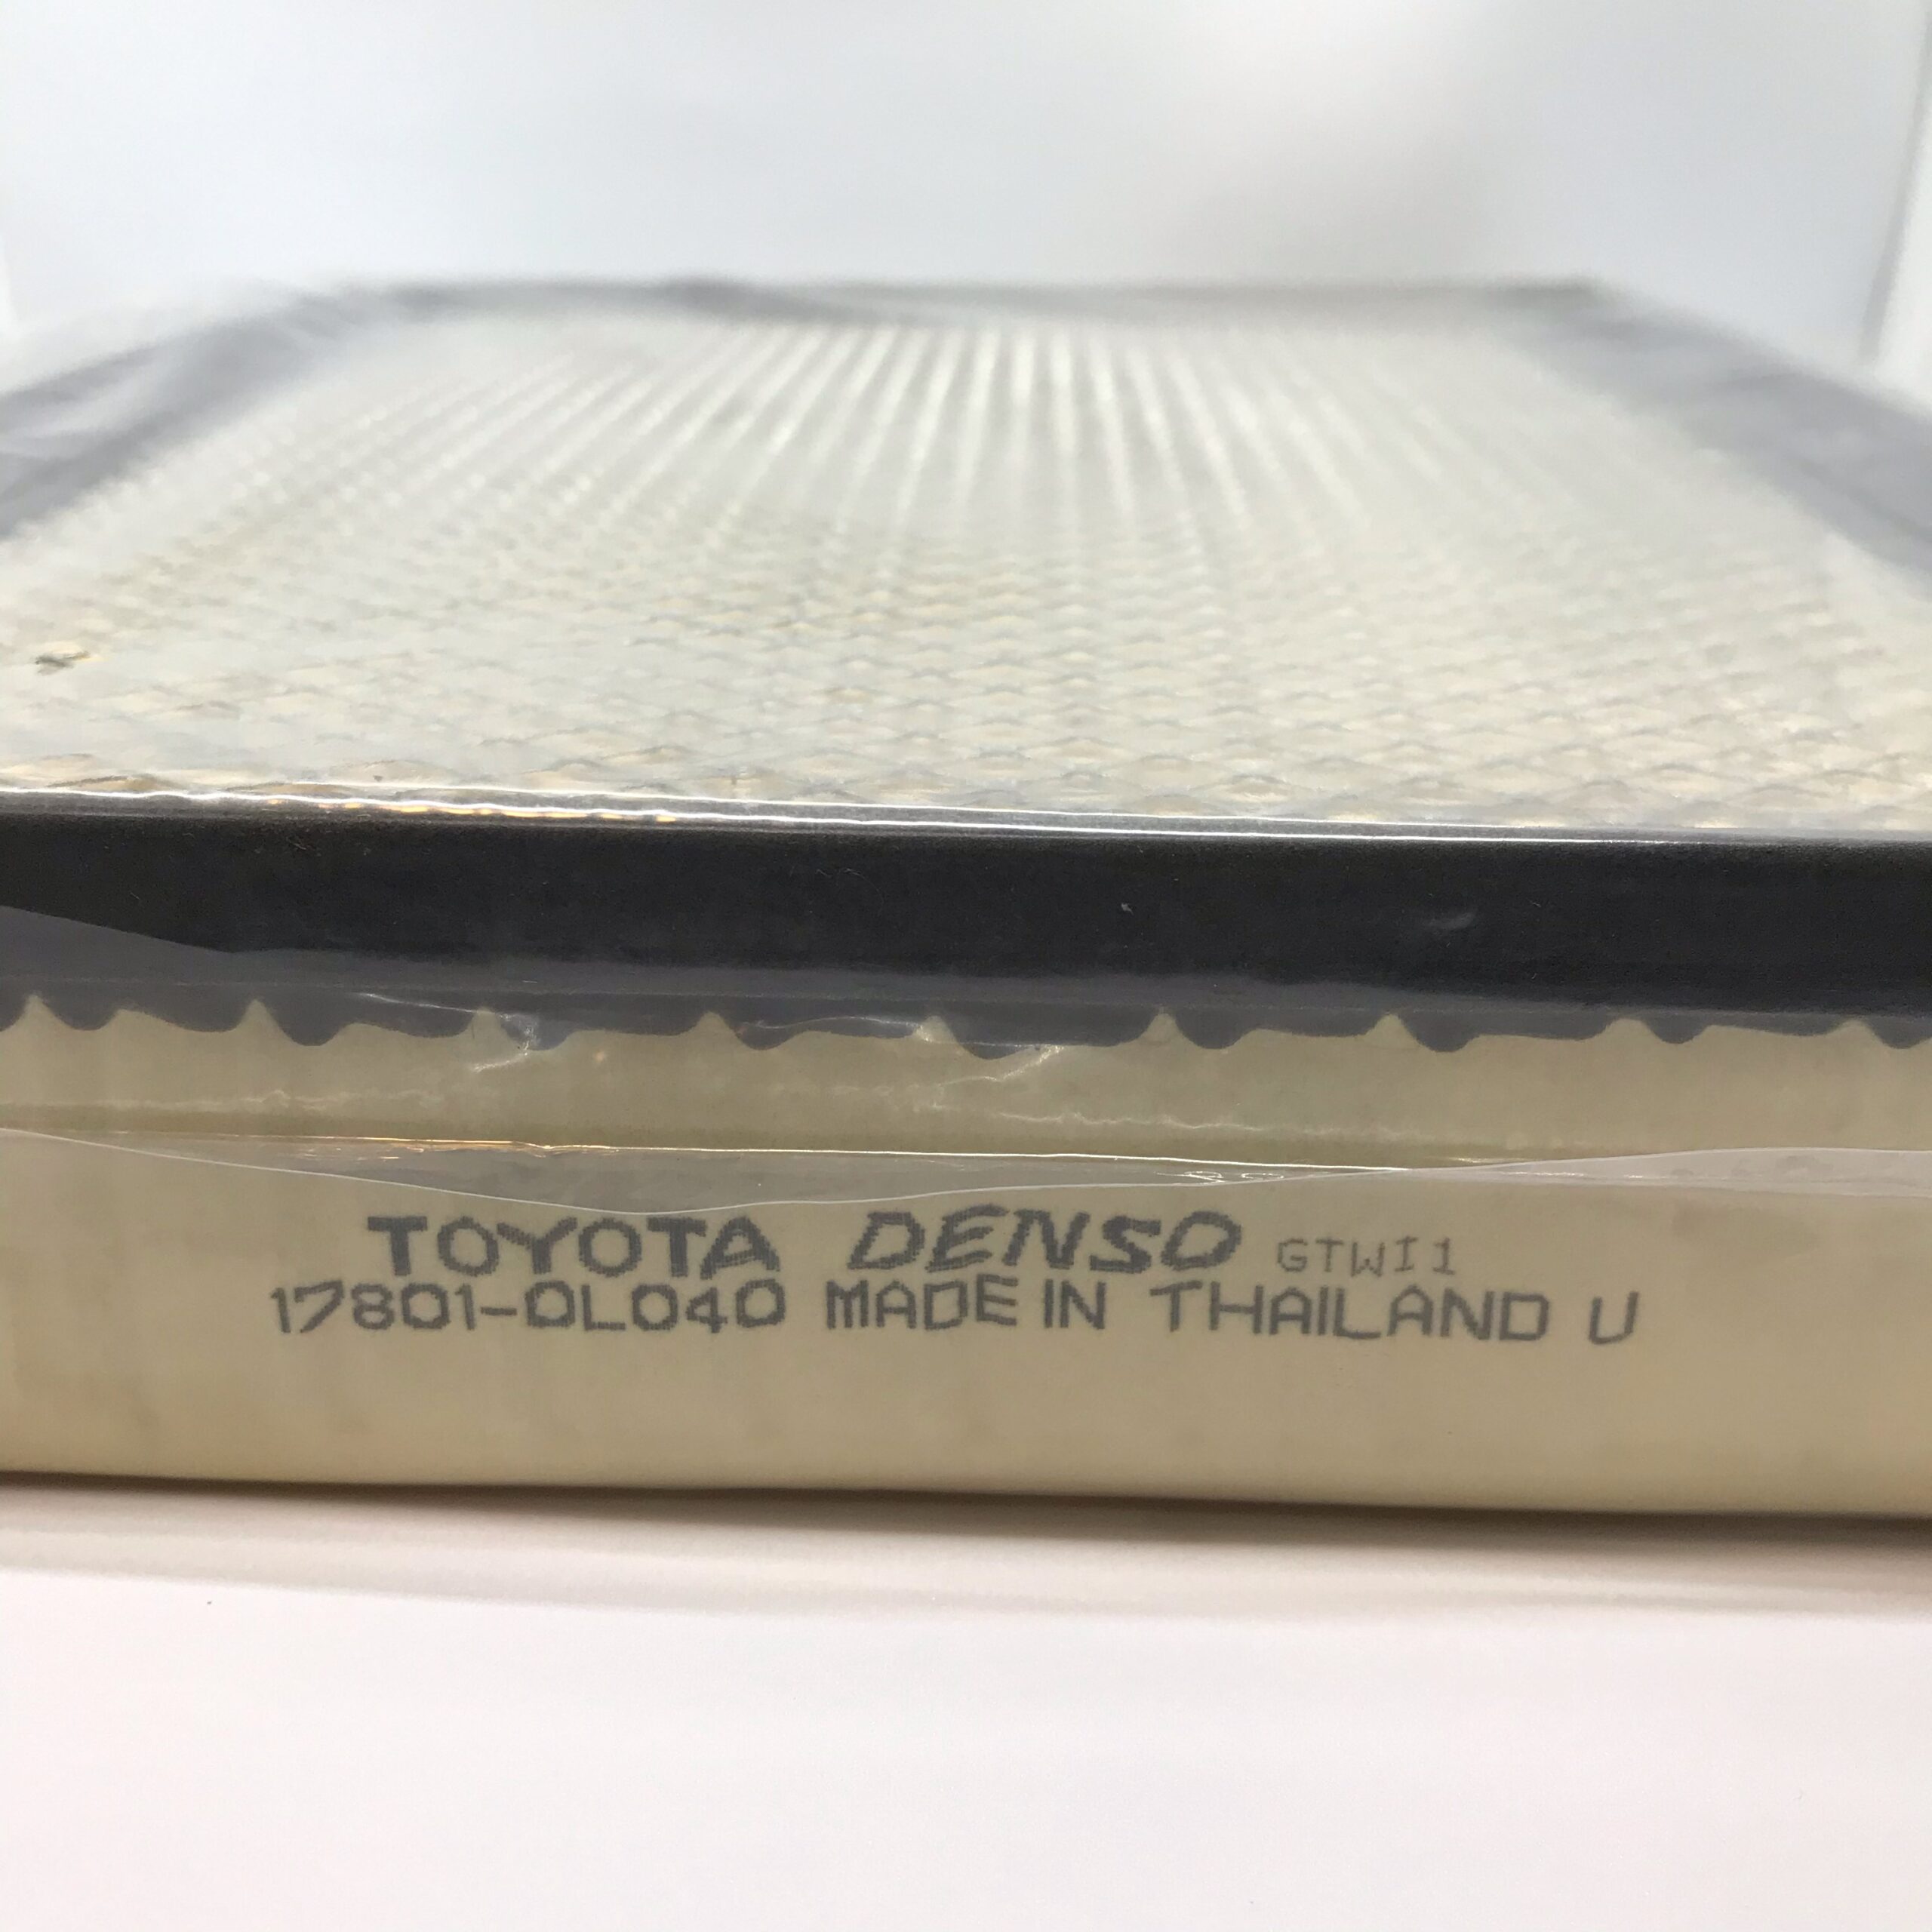 TOYOTA DENSO GTWI1
17801-0L040 MADE IN THAILAND U